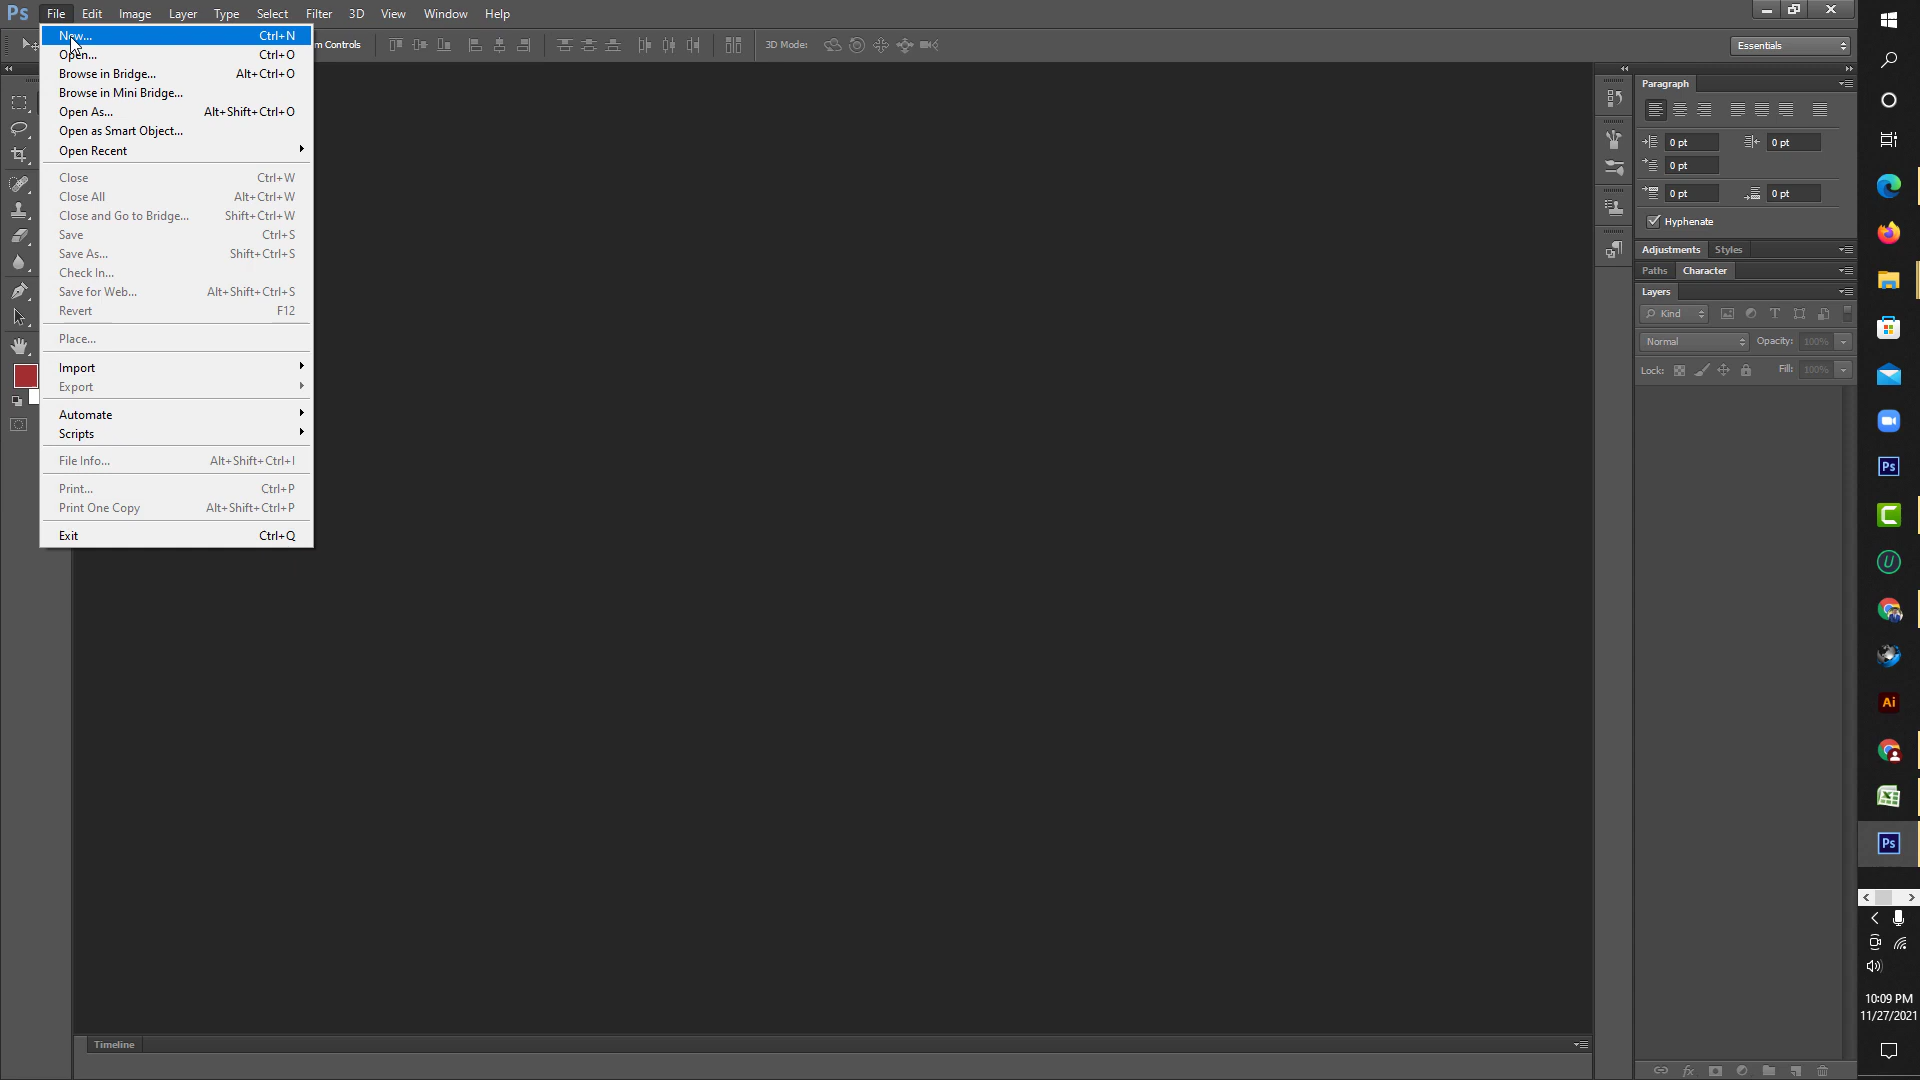 Ps File Edit Image Layer Type Select Filter 3D View Window Help
m Controls 3D Mode: Essentials
New... Ctrl+N
Open... Ctrl+O
Browse in Bridge... Alt+Ctrl+O
Browse in Mini Bridge...
Open As... Alt+Shift+Ctrl+O
Open as Smart Object...
Open Recent
Close Ctrl+W
Close All Alt+Ctrl+W
Close and Go to Bridge... Shift+Ctrl+W
Save Ctrl+S
Save As... Shift+Ctrl+S
Check In...
Save for Web... Alt+Shift+Ctrl+S
Revert F12
Place...
Import
Export
Automate
Scripts
File Info... Alt+Shift+Ctrl+I
Print... Ctrl+P
Print One Copy Alt+Shift+Ctrl+P
Exit Ctrl+Q
Timeline
Paragraph
0 pt 0 pt
0 pt
0 pt 0 pt
Hyphenate
Adjustments Styles
Paths Character
Layers
Kind
Normal Opacity: 100%
Lock: Fill: 100%
Ps
U
Ai
Ps
10:09 PM
11/27/2021